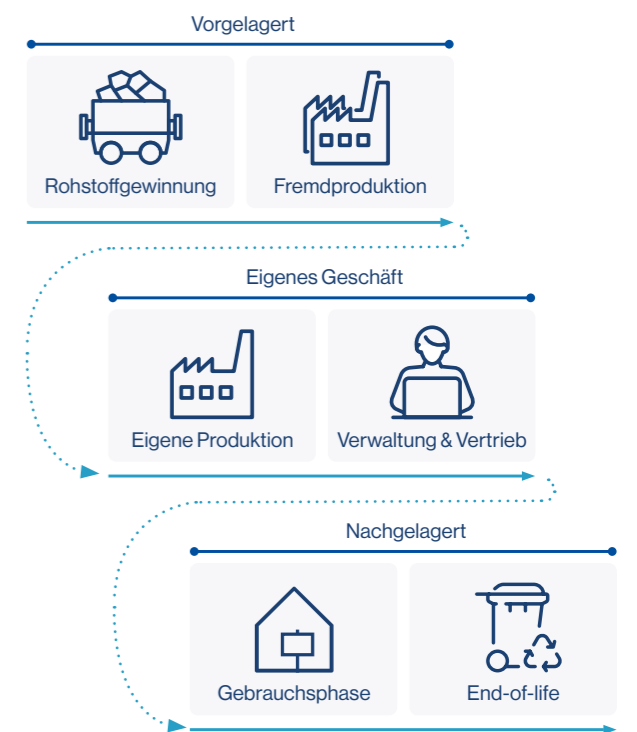 Vorgelagert
Rohstoffgewinnung
Fremdproduktion
Eigenes Geschäft
Eigene Produktion
Verwaltung & Vertrieb
Nachgelagert
Gebrauchsphase
End-of-life